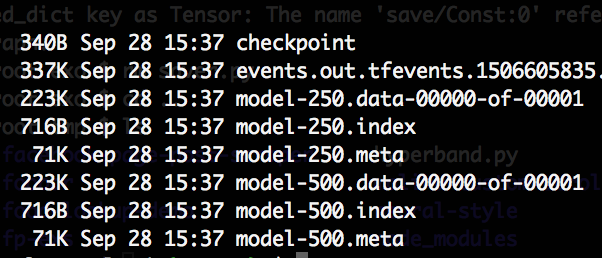 ed_dict key as Tensor: The name 'save/Const:0' refe
340B Sep 28 15:37 checkpoint
337K Sep 28 15:37 events.out.tfevents.1506605835.
223K Sep 28 15:37 model-250.data-00000-of-00001
716B Sep 28 15:37 model-250.index
71K Sep 28 15:37 model-250.meta
223K Sep 28 15:37 model-500.data-00000-of-00001
716B Sep 28 15:37 model-500.index
71K Sep 28 15:37 model-500.meta